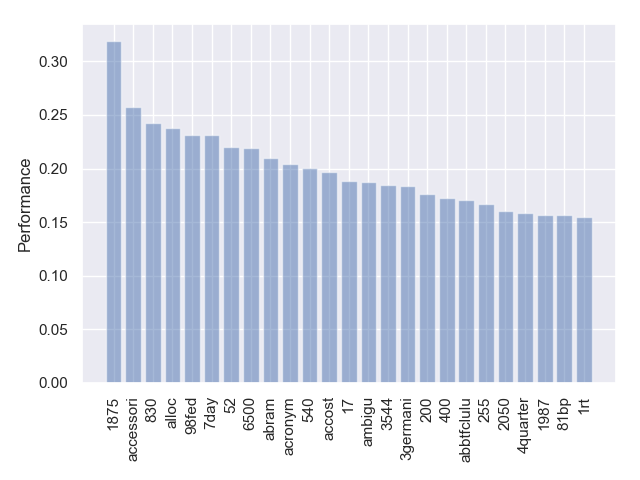 Performance
0.30
0.25
0.20
0.15
0.10
0.05
0.00
1875
accessori
830
alloc
98fed
7day
52
6500
abram
acronym
540
accost
17
ambigu
3544
3germani
200
400
abbtfclulu
255
2050
4quarter
1987
81bp
1rt